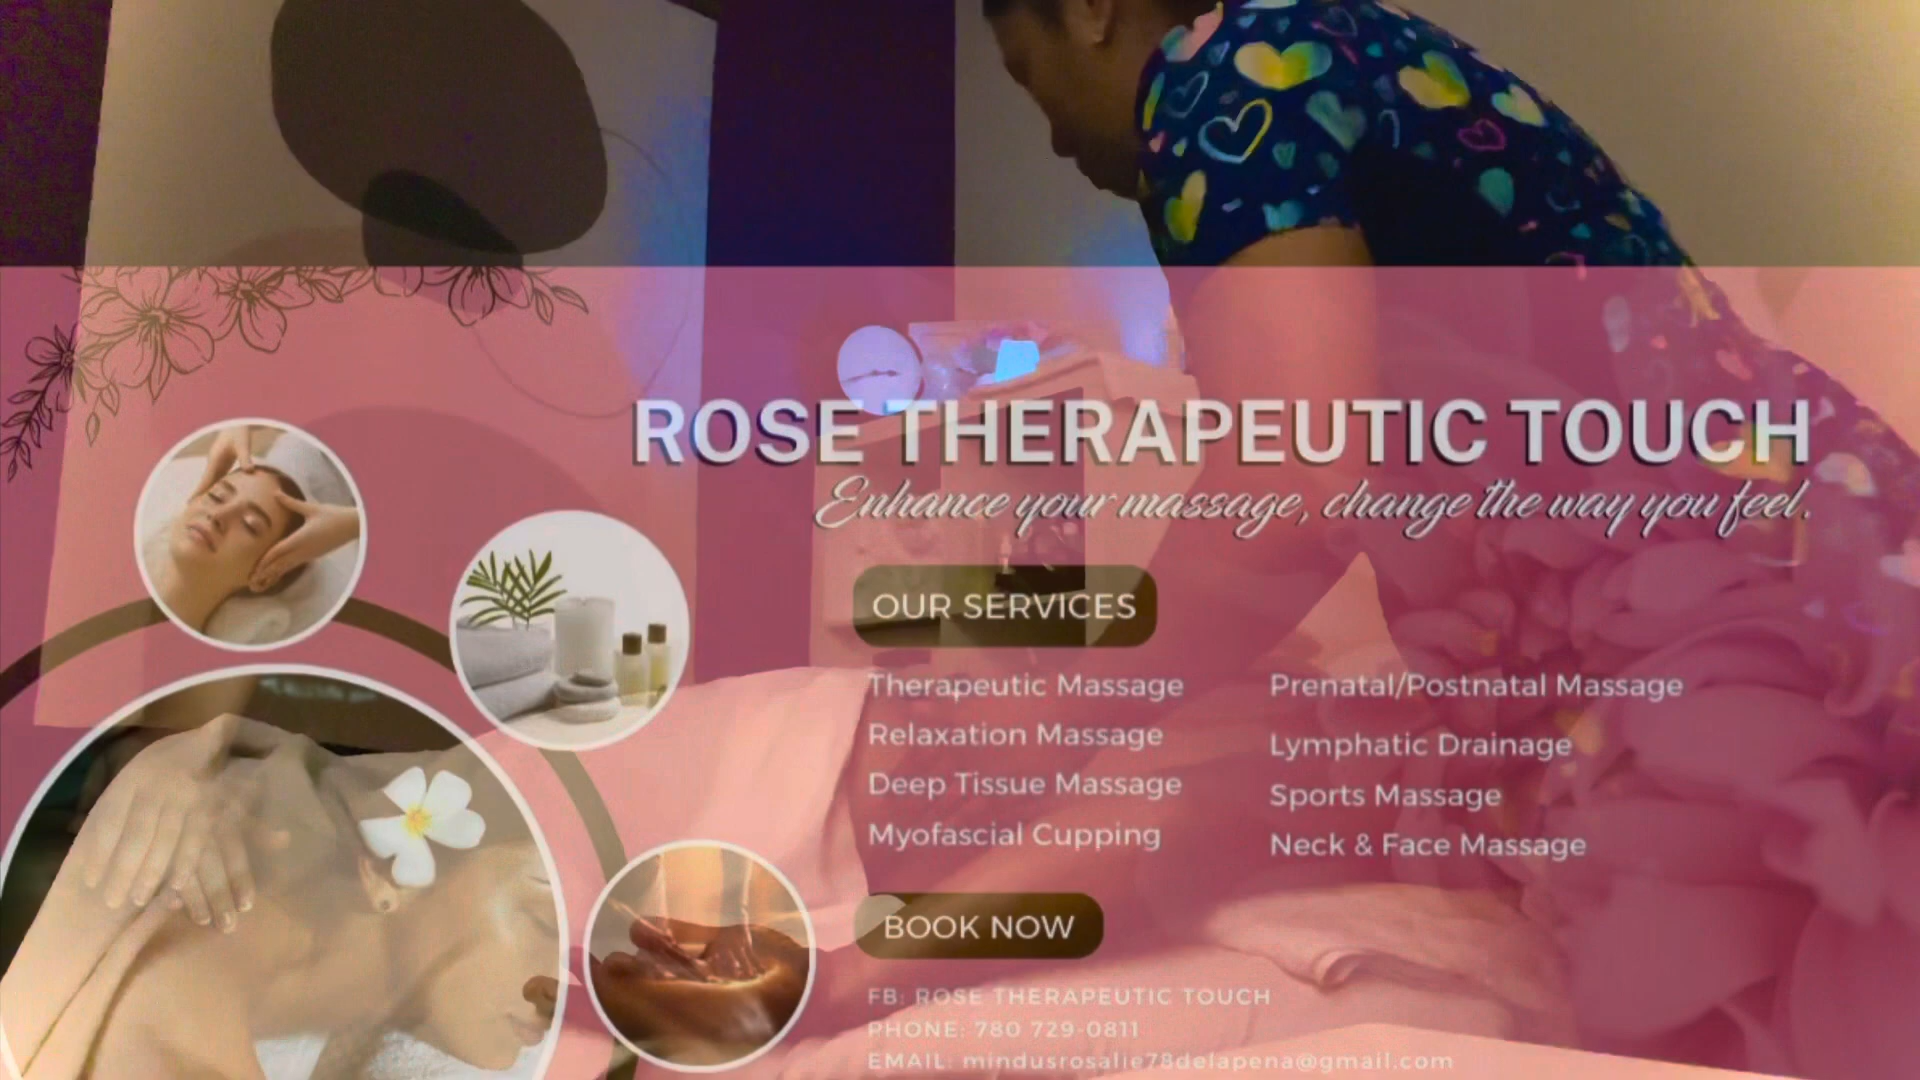 ROSE THERAPEUTIC TOUCH
Enhance your massage, change the way you feel.
OUR SERVICES
Therapeutic Massage
Relaxation Massage
Deep Tissue Massage
Myofascial Cupping
Prenatal/Postnatal Massage
Lymphatic Drainage
Sports Massage
Neck & Face Massage
BOOK NOW
FB: ROSE THERAPEUTIC TOUCH
PHONE: 780 729-0811
EMAIL: mindusrosalie78delapena@gmail.com